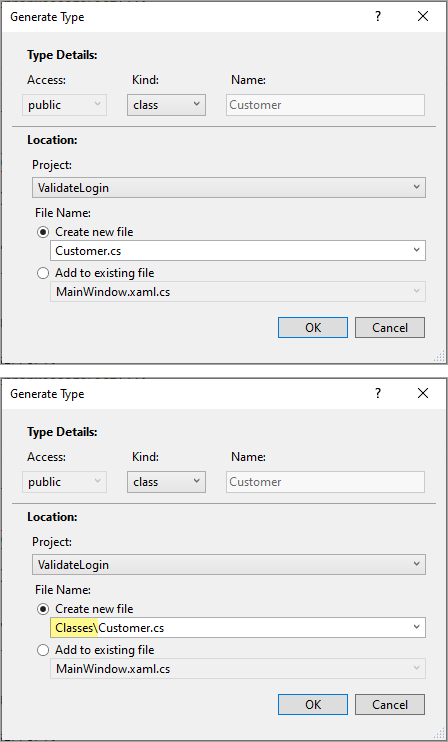 Generate Type ?
Type Details:
Access: Kind: Name:
public class Customer
Location:
Project:
ValidateLogin
File Name:
Create new file
Customer.cs
Add to existing file
MainWindow.xaml.cs
OK Cancel
Generate Type ?
Type Details:
Access: Kind: Name:
public class Customer
Location:
Project:
ValidateLogin
File Name:
Create new file
Classes\Customer.cs
Add to existing file
MainWindow.xaml.cs
OK Cancel